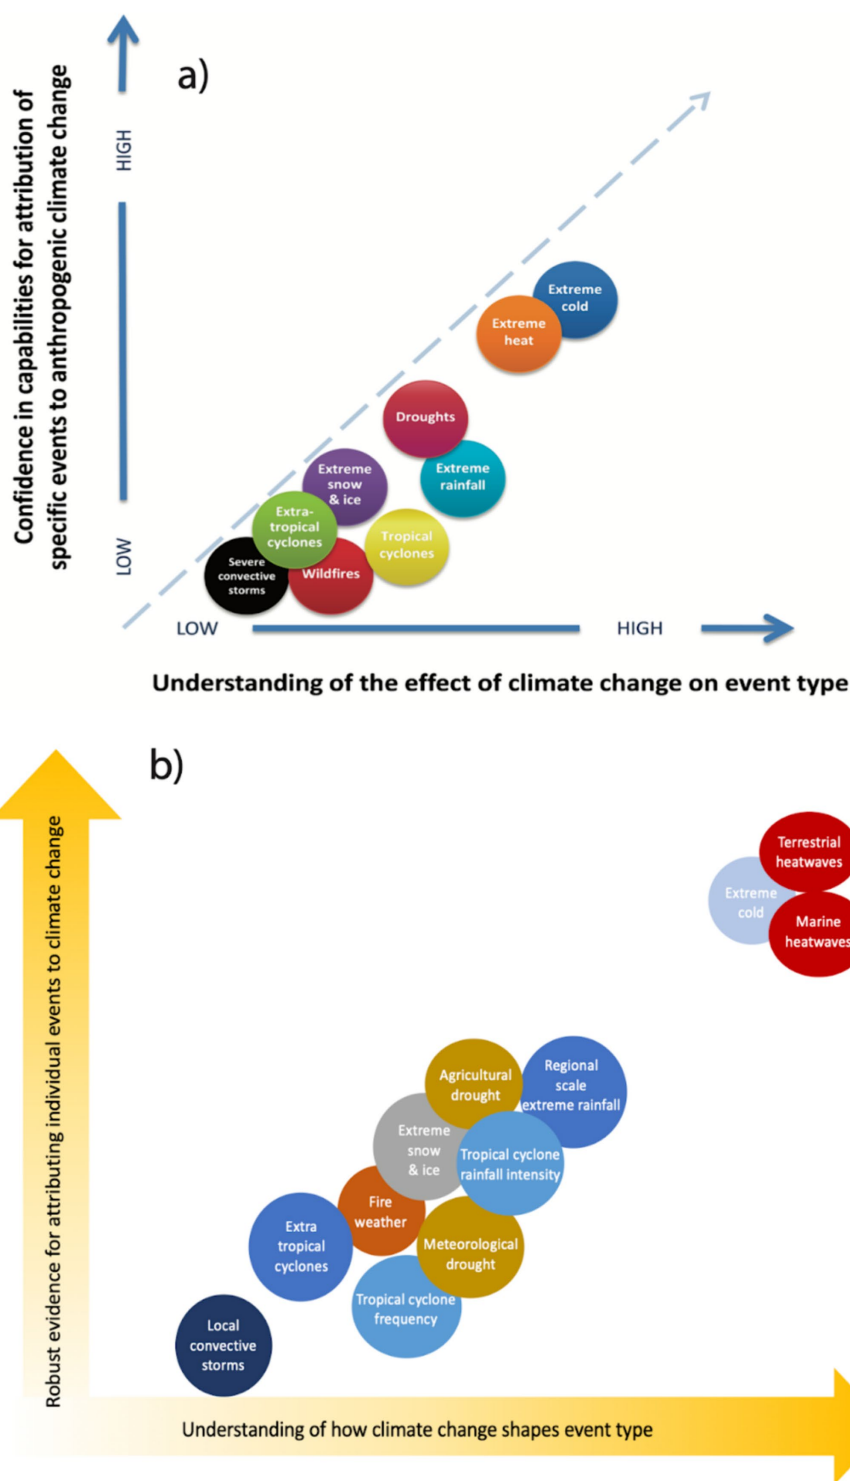 a)
Confidence in capabilities for attribution of
specific events to anthropogenic climate change
HIGH
LOW
Extreme
cold
Extreme
heat
Droughts
Extreme
rainfall
Extreme
snow
& ice
Extra-
tropical
cyclones
Tropical
cyclones
Severe
convective
storms
Wildfires
LOW
HIGH
Understanding of the effect of climate change on event type
b)
Robust evidence for attributing individual events to climate change
Terrestrial
heatwaves
Extreme
cold
Marine
heatwaves
Agricultural
drought
Regional
scale
extreme rainfall
Extreme
snow
& ice
Tropical cyclone
rainfall intensity
Fire
weather
Extra
tropical
cyclones
Meteorological
drought
Tropical cyclone
frequency
Local
convective
storms
Understanding of how climate change shapes event type